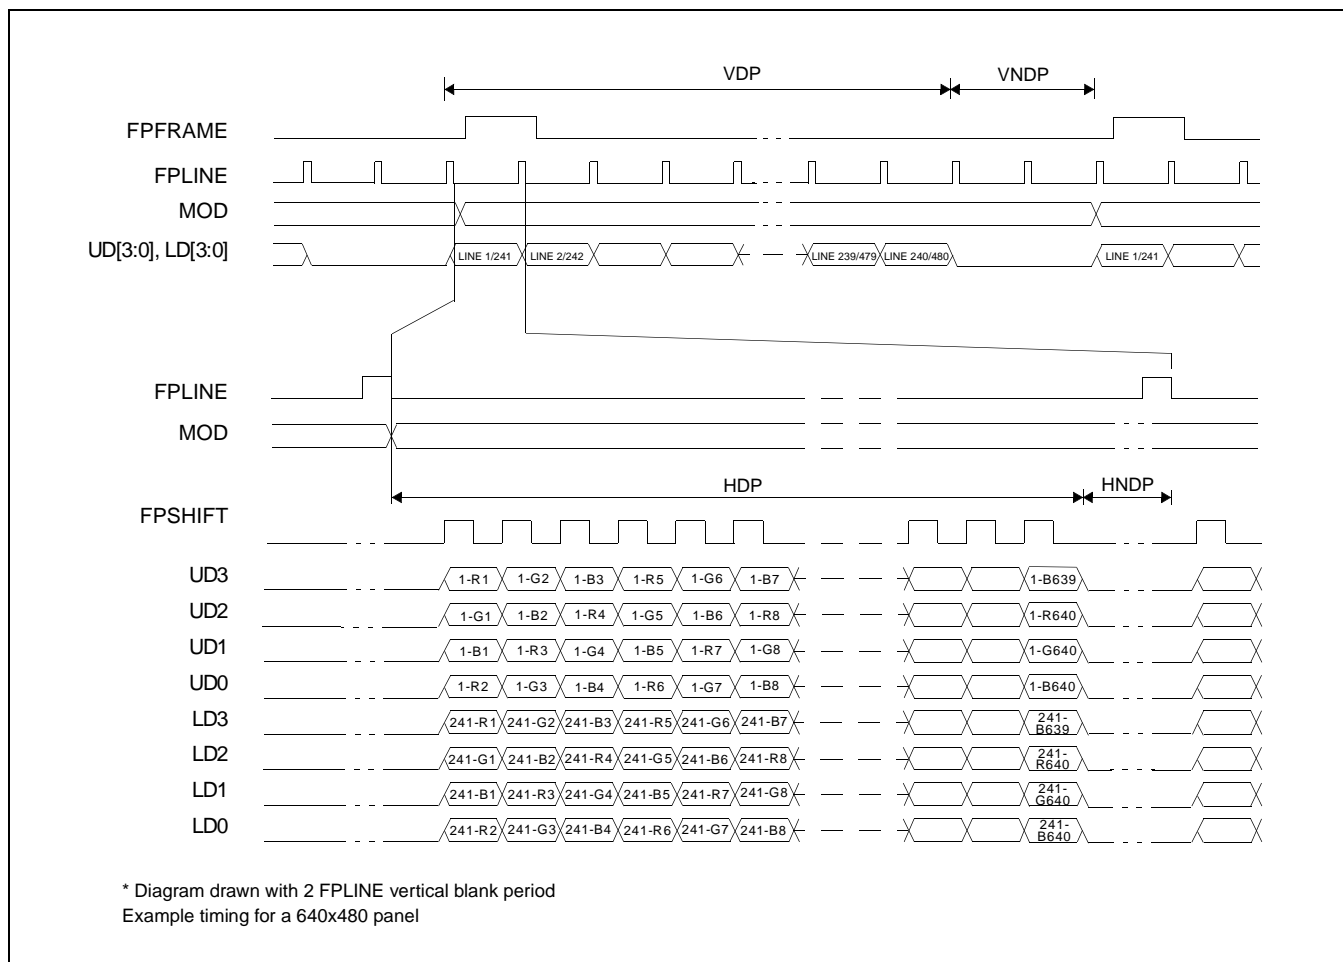 VDP VNDP
FPFRAME
FPLINE
MOD
UD[3:0], LD[3:0] LINE 1/241 LINE 2/242 LINE 239/479 LINE 240/480 LINE 1/241
FPLINE
MOD
HDP HNDP
FPSHIFT
UD3 1-R1 1-G2 1-B3 1-R5 1-G6 1-B7 1-B639
UD2 1-G1 1-B2 1-R4 1-G5 1-B6 1-R8 1-R640
UD1 1-B1 1-R3 1-G4 1-B5 1-R7 1-G8 1-G640
UD0 1-R2 1-G3 1-B4 1-R6 1-G7 1-B8 1-B640
LD3 241-R1 241-G2 241-B3 241-R5 241-G6 241-B7 241-B639
LD2 241-G1 241-B2 241-R4 241-G5 241-B6 241-R8 241-R640
LD1 241-B1 241-R3 241-G4 241-B5 241-R7 241-G8 241-G640
LD0 241-R2 241-G3 241-B4 241-R6 241-G7 241-B8 241-B640
* Diagram drawn with 2 FPLINE vertical blank period
Example timing for a 640x480 panel